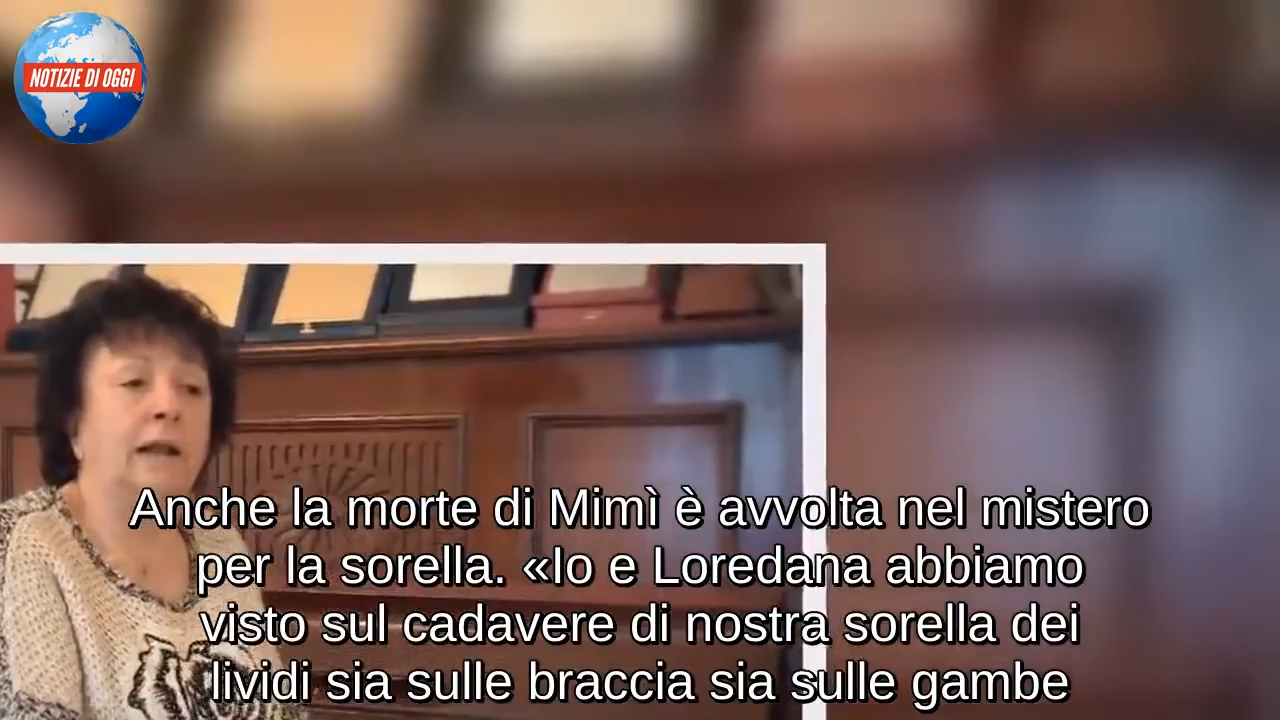 NOTIZIE DI OGGI
Anche la morte di Mimì è avvolta nel mistero
per la sorella. «Io e Loredana abbiamo
visto sul cadavere di nostra sorella dei
lividi sia sulle braccia sia sulle gambe